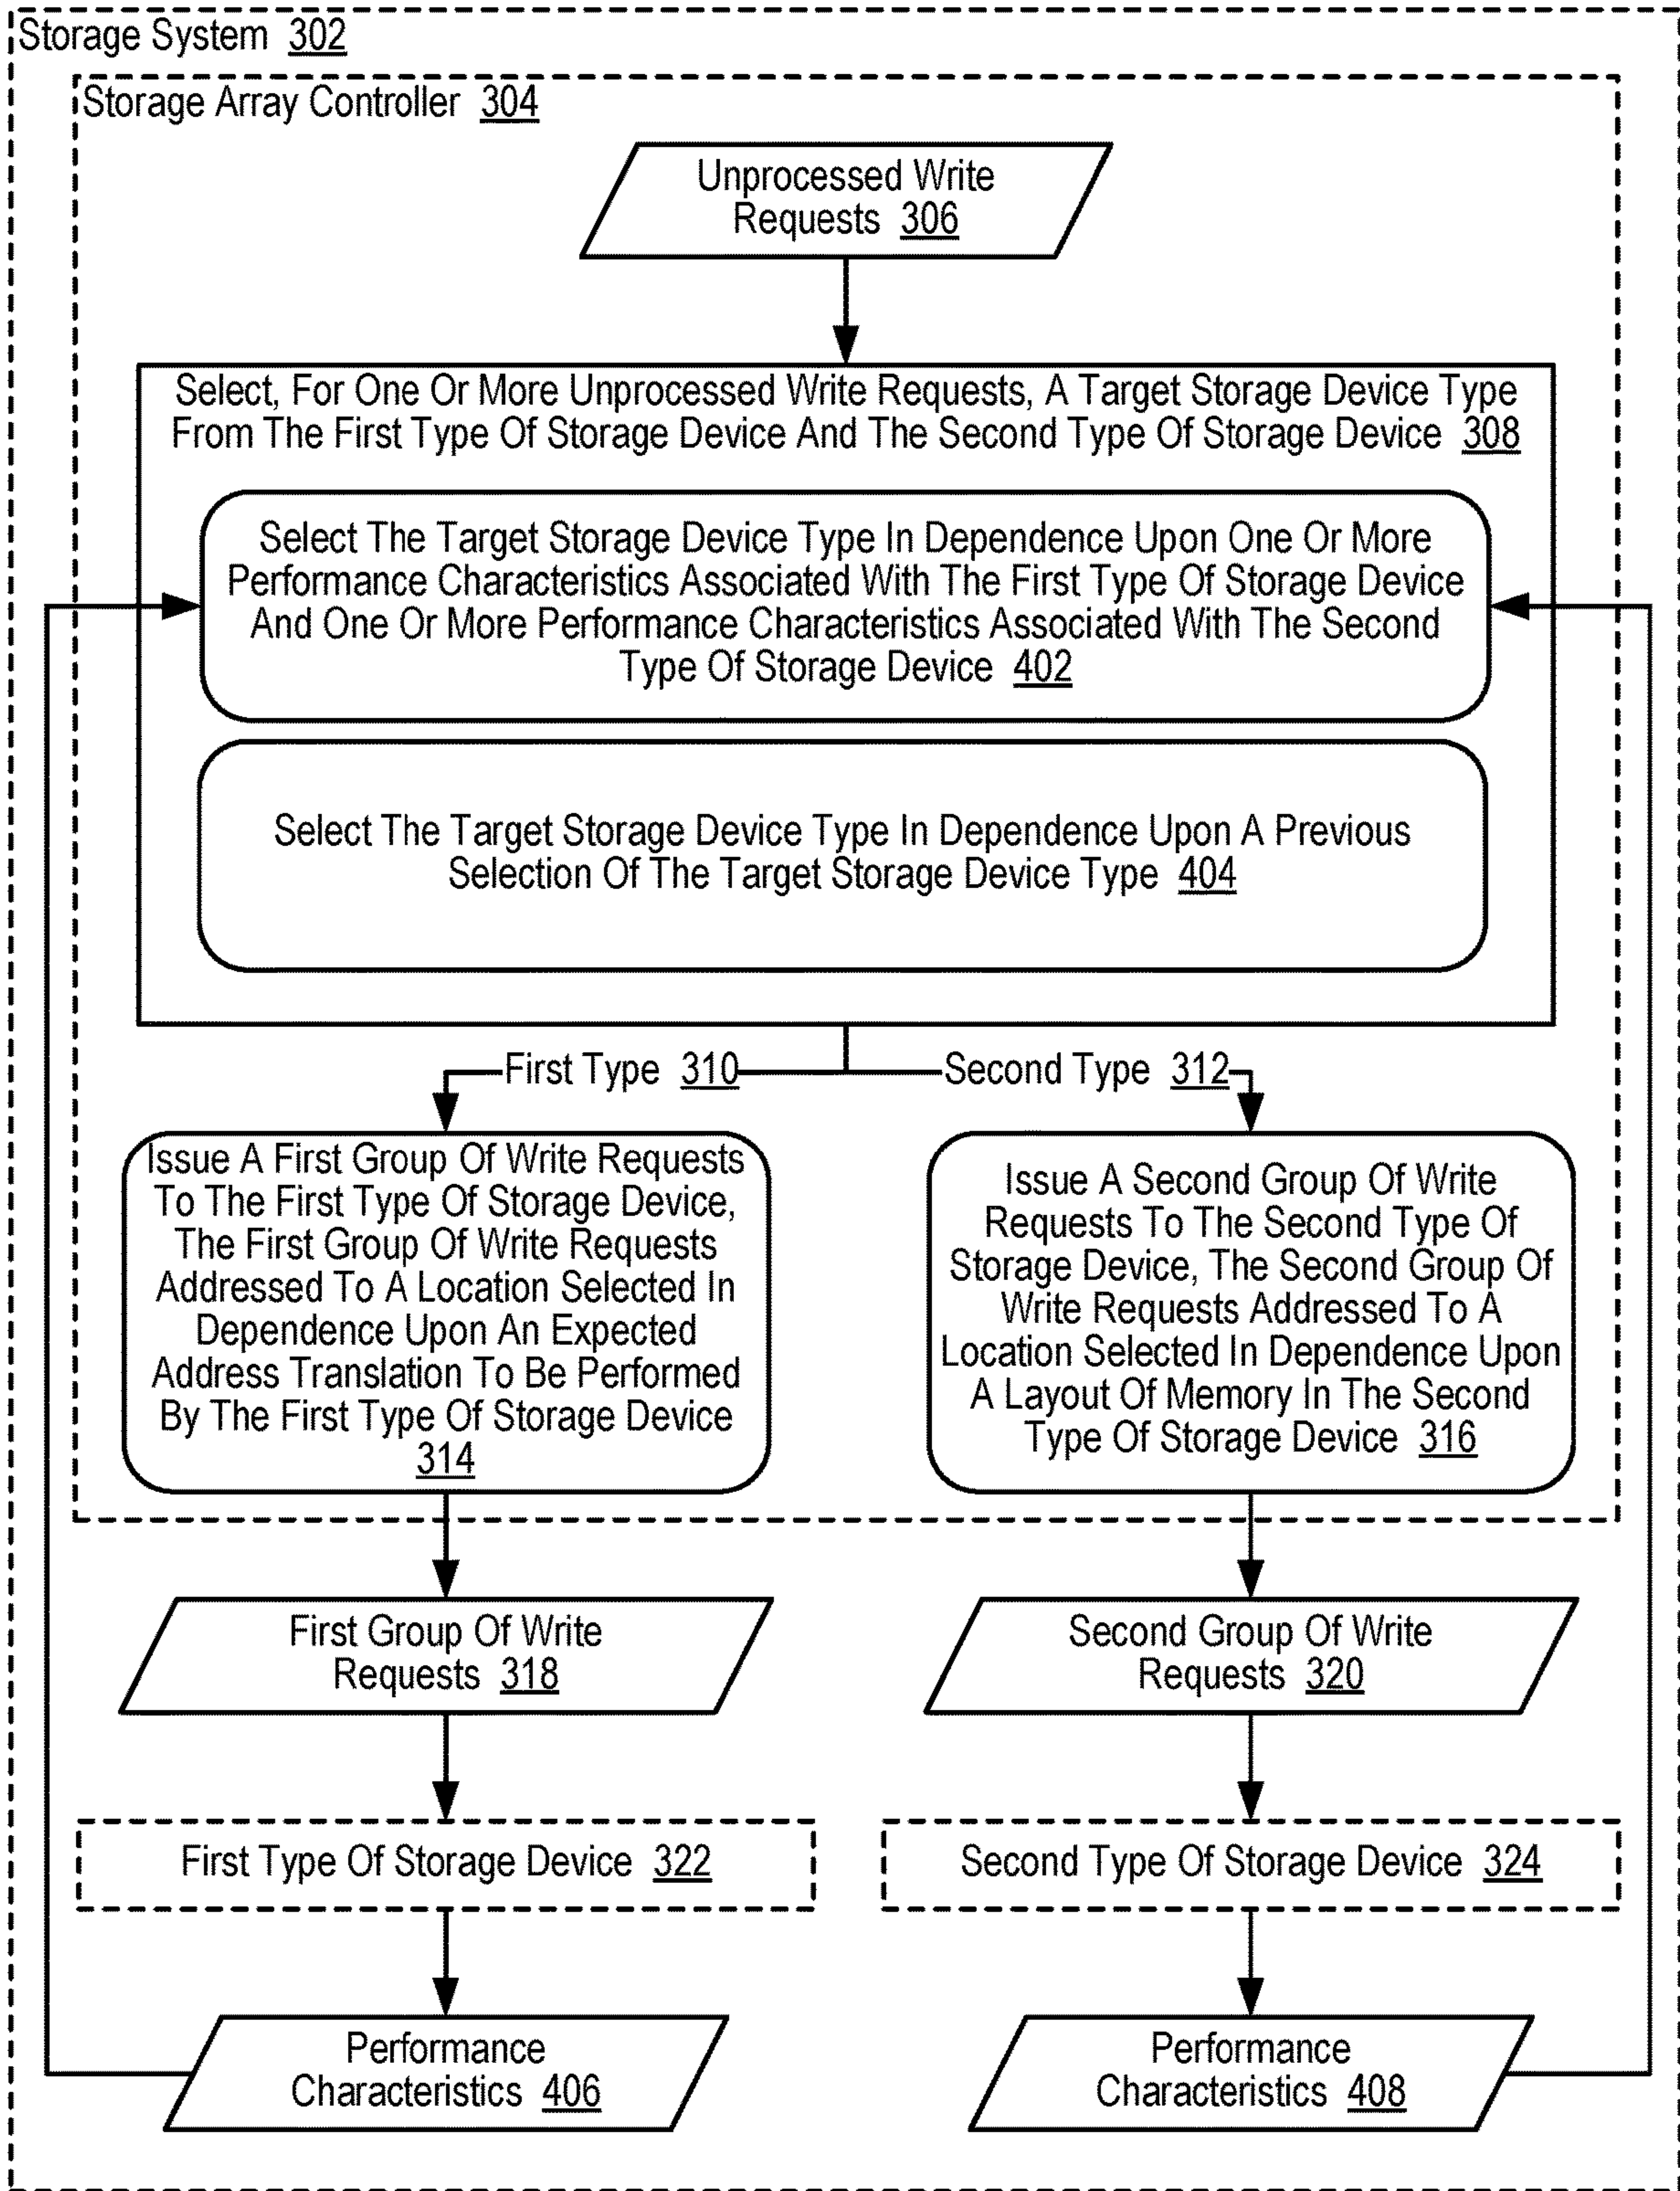 Storage System 302
Storage Array Controller 304
Unprocessed Write
Requests 306
Select, For One Or More Unprocessed Write Requests, A Target Storage Device Type
From The First Type Of Storage Device And The Second Type Of Storage Device 308
Select The Target Storage Device Type In Dependence Upon One Or More
Performance Characteristics Associated With The First Type Of Storage Device
And One Or More Performance Characteristics Associated With The Second
Type Of Storage Device 402
Select The Target Storage Device Type In Dependence Upon A Previous
Selection Of The Target Storage Device Type 404
First Type 310
Second Type 312
Issue A First Group Of Write Requests
To The First Type Of Storage Device,
The First Group Of Write Requests
Addressed To A Location Selected In
Dependence Upon An Expected
Address Translation To Be Performed
By The First Type Of Storage Device
314
Issue A Second Group Of Write
Requests To The Second Type Of
Storage Device, The Second Group Of
Write Requests Addressed To A
Location Selected In Dependence Upon
A Layout Of Memory In The Second
Type Of Storage Device 316
First Group Of Write
Requests 318
Second Group Of Write
Requests 320
First Type Of Storage Device 322
Second Type Of Storage Device 324
Performance
Characteristics 406
Performance
Characteristics 408